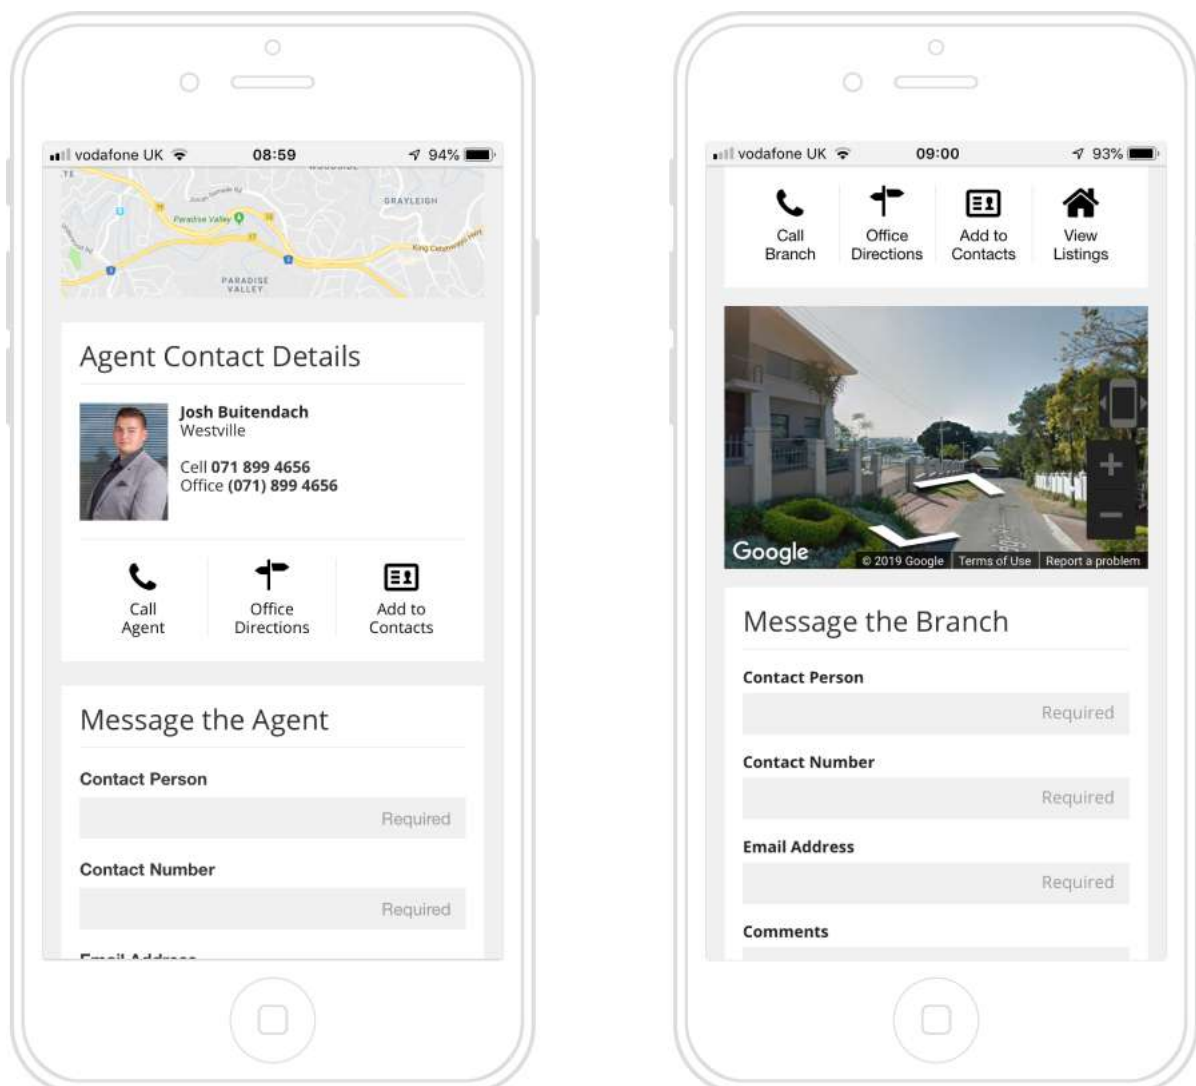 vodafone UK
08:59
94%
GRAYLEIGH
Paradise Valley
PARADISE
VALLEY
Agent Contact Details
Josh Buitendach
Westville
Cell 071 899 4656
Office (071) 899 4656
Call
Agent
Office
Directions
Add to
Contacts
Message the Agent
Contact Person
Required
Contact Number
Required
Email Address
vodafone UK
09:00
93%
Call
Branch
Office
Directions
Add to
Contacts
View
Listings
Google
© 2019 Google
Terms of Use
Report a problem
Message the Branch
Contact Person
Required
Contact Number
Required
Email Address
Required
Comments